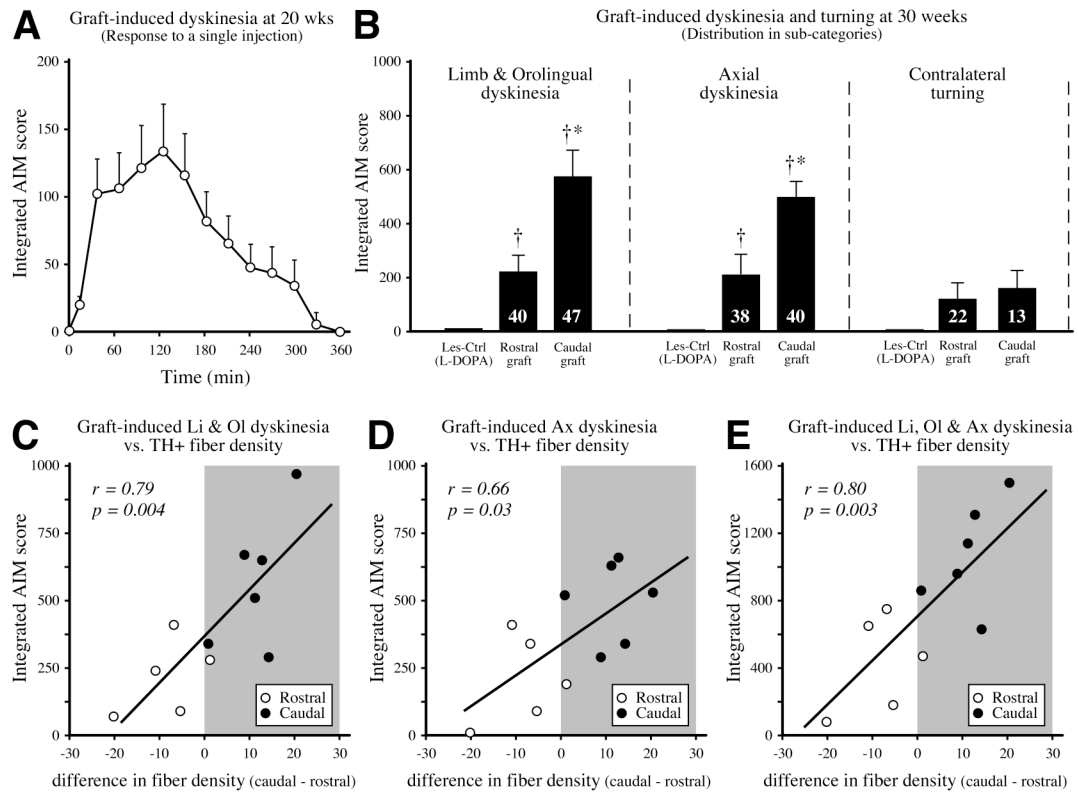 A
Graft-induced dyskinesia at 20 wks
(Response to a single injection)
Integrated AIM score
200
150
100
50
0
0 60 120 180 240 300 360
Time (min)
B
Graft-induced dyskinesia and turning at 30 weeks
(Distribution in sub-categories)
Integrated AIM score
1000
800
600
400
200
0
Limb & Orolingual
dyskinesia
Axial
dyskinesia
Contralateral
turning
†
†*
†
†*
40 47 38 40 22 13
Les-Ctrl Rostral Caudal Les-Ctrl Rostral Caudal Les-Ctrl Rostral Caudal
(L-DOPA) graft graft (L-DOPA) graft graft (L-DOPA) graft graft
C
Graft-induced Li & Ol dyskinesia
vs. TH+ fiber density
Integrated AIM score
1000
750
500
250
0
r = 0.79
p = 0.004
Rostral
Caudal
-30 -20 -10 0 10 20 30
difference in fiber density (caudal - rostral)
D
Graft-induced Ax dyskinesia
vs. TH+ fiber density
Integrated AIM score
1000
750
500
250
0
r = 0.66
p = 0.03
Rostral
Caudal
-30 -20 -10 0 10 20 30
difference in fiber density (caudal - rostral)
E
Graft-induced Li, Ol & Ax dyskinesia
vs. TH+ fiber density
Integrated AIM score
1600
1200
800
400
0
r = 0.80
p = 0.003
Rostral
Caudal
-30 -20 -10 0 10 20 30
difference in fiber density (caudal - rostral)